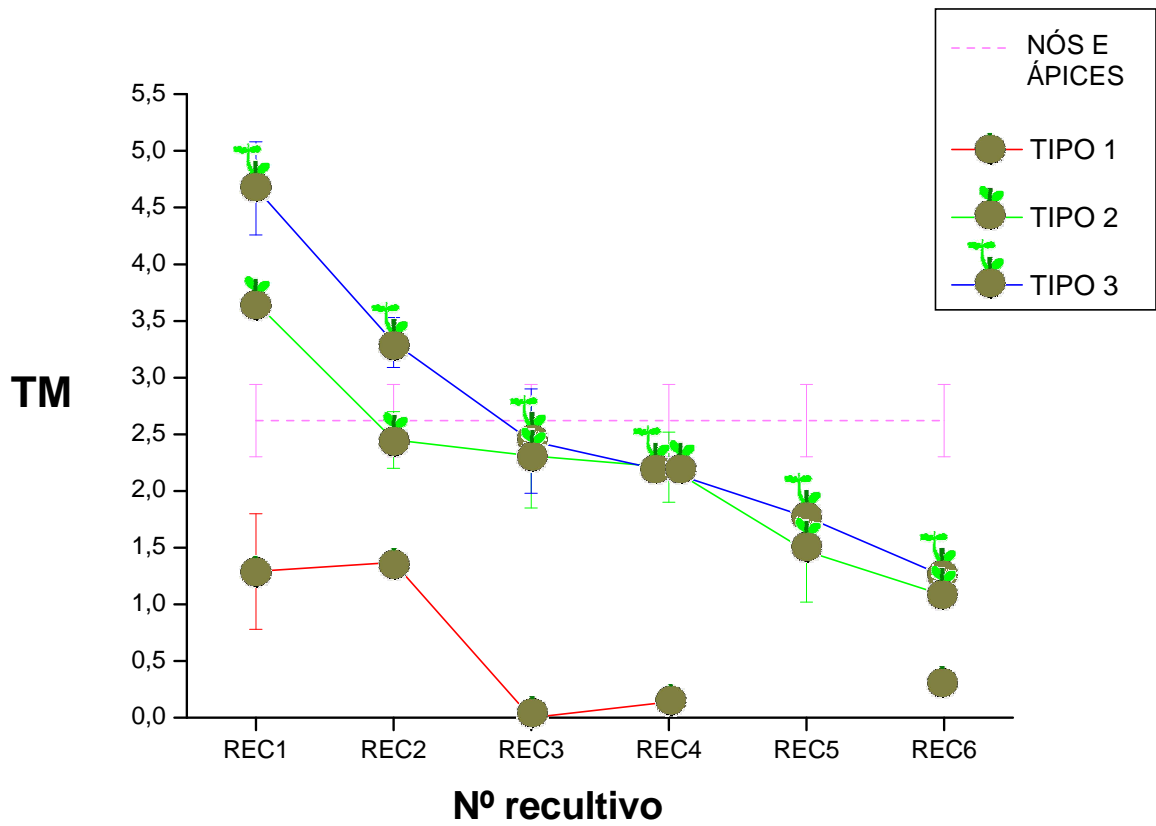 NÓS E
ÁPICES
TIPO 1
TIPO 2
TIPO 3
TM
5,5
5,0
4,5
4,0
3,5
3,0
2,5
2,0
1,5
1,0
0,5
0,0
REC1 REC2 REC3 REC4 REC5 REC6
Nº recultivo